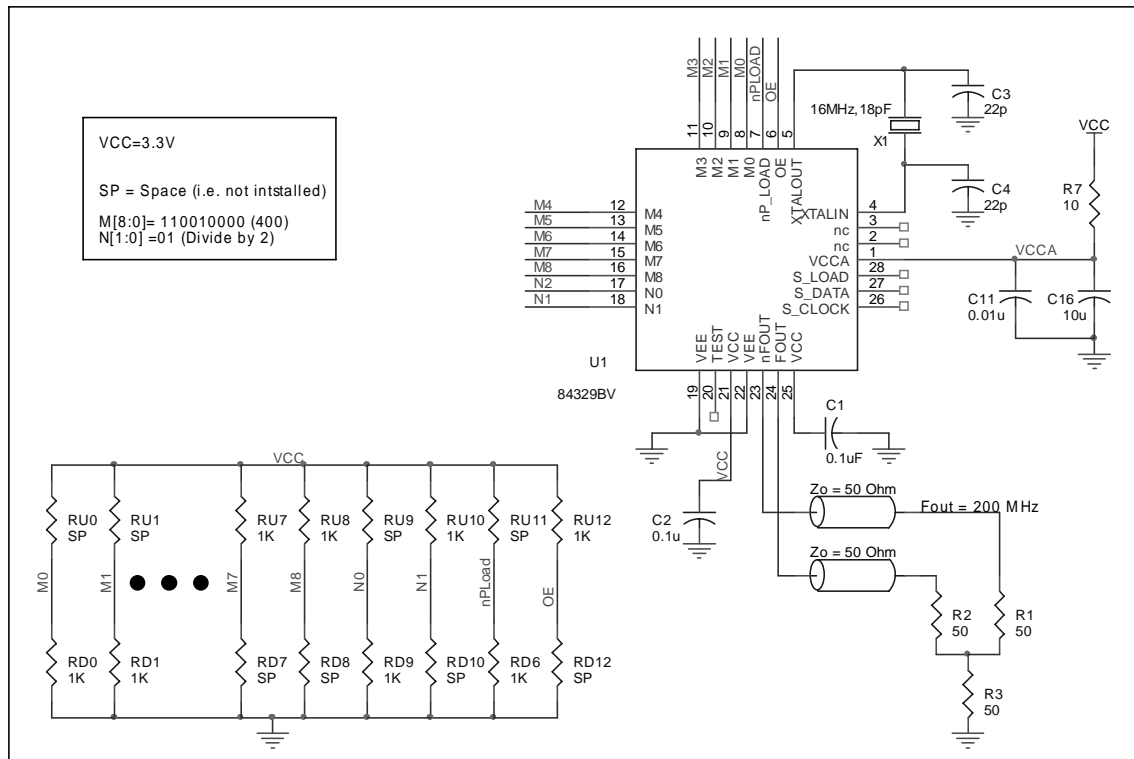 VCC=3.3V
SP = Space (i.e. not intstalled)
M[8:0]= 110010000 (400)
N[1:0] =01 (Divide by 2)
M3
M2
M1
M0
nPLOAD
OE
11
10
9
8
7
6
5
M3
M2
M1
M0
nP_LOAD
OE
XTALOUT
16MHz,18pF
X1
C3
22p
C4
22p
VCC
R7
10
VCCA
C11
0.01u
C16
10u
M4 12 M4
M5 13 M5
M6 14 M6
M7 15 M7
M8 16 M8
N2 17 N0
N1 18 N1
XTALIN 4
nc 3
nc 2
VCCA 1
S_LOAD 28
S_DATA 27
S_CLOCK 26
VEE
TEST
VCC
VEE
nFOUT
FOUT
VCC
19
20
21
22
23
24
25
U1
84329BV
C1
0.1uF
VCC
C2
0.1u
Zo = 50 Ohm
Fout = 200 MHz
Zo = 50 Ohm
R2
50
R1
50
R3
50
VCC
RU0
SP
RU1
SP
RU7
1K
RU8
1K
RU9
SP
RU10
1K
RU11
SP
RU12
1K
M0
M1
M7
M8
N0
N1
nPLoad
OE
RD0
1K
RD1
1K
RD7
SP
RD8
SP
RD9
1K
RD10
SP
RD6
1K
RD12
SP